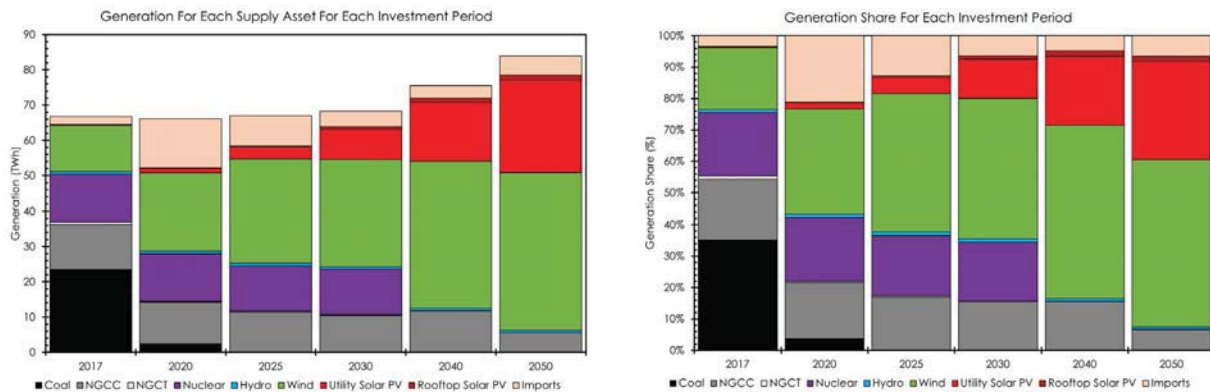 Generation For Each Supply Asset For Each Investment Period
90
80
70
60
50
40
30
20
10
0
Generation (TWh)
2017 2020 2025 2030 2040 2050
Coal NGCC NGCT Nuclear Hydro Wind Utility Solar PV Rooftop Solar PV Imports
Generation Share For Each Investment Period
100%
90%
80%
70%
60%
50%
40%
30%
20%
10%
0%
Generation Share (%)
2017 2020 2025 2030 2040 2050
Coal NGCC NGCT Nuclear Hydro Wind Utility Solar PV Rooftop Solar PV Imports